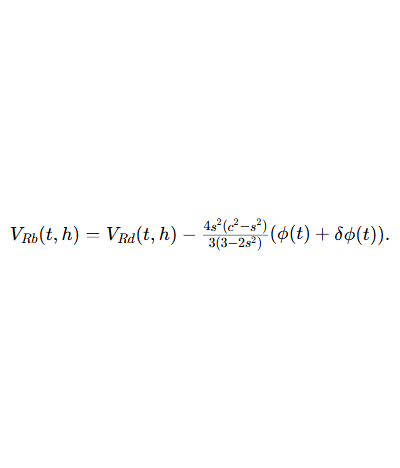 $V_{Rb}(t,h) = V_{Rd}(t,h) - \frac{4s^2(c^2-s^2)}{3(3-2s^2)}(\phi(t) + \delta\phi(t)).$